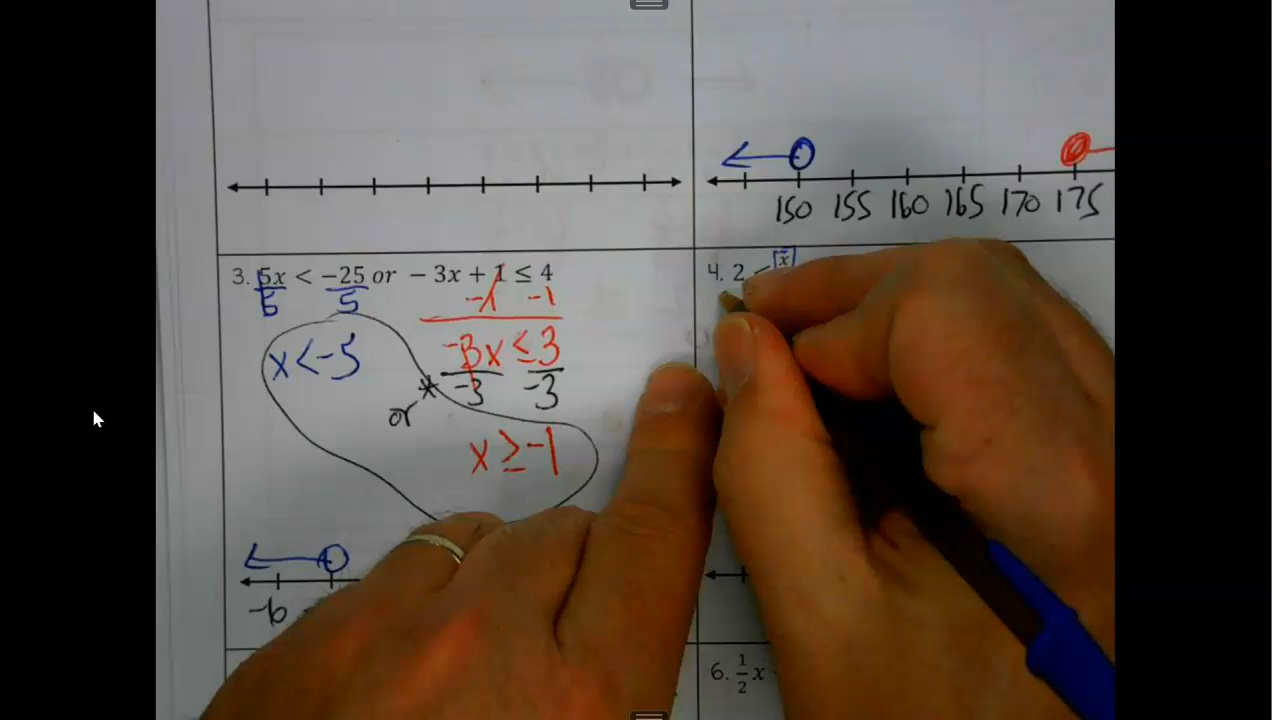 150 155 160 165 170 175
3. 5x < −25 or − 3x + 1 ≤ 4
5 5 -1 -1
x < -5
-3x ≤ 3
* -3 -3
or
x ≥ -1
-6
4. 2 < x
6. 1/2 x